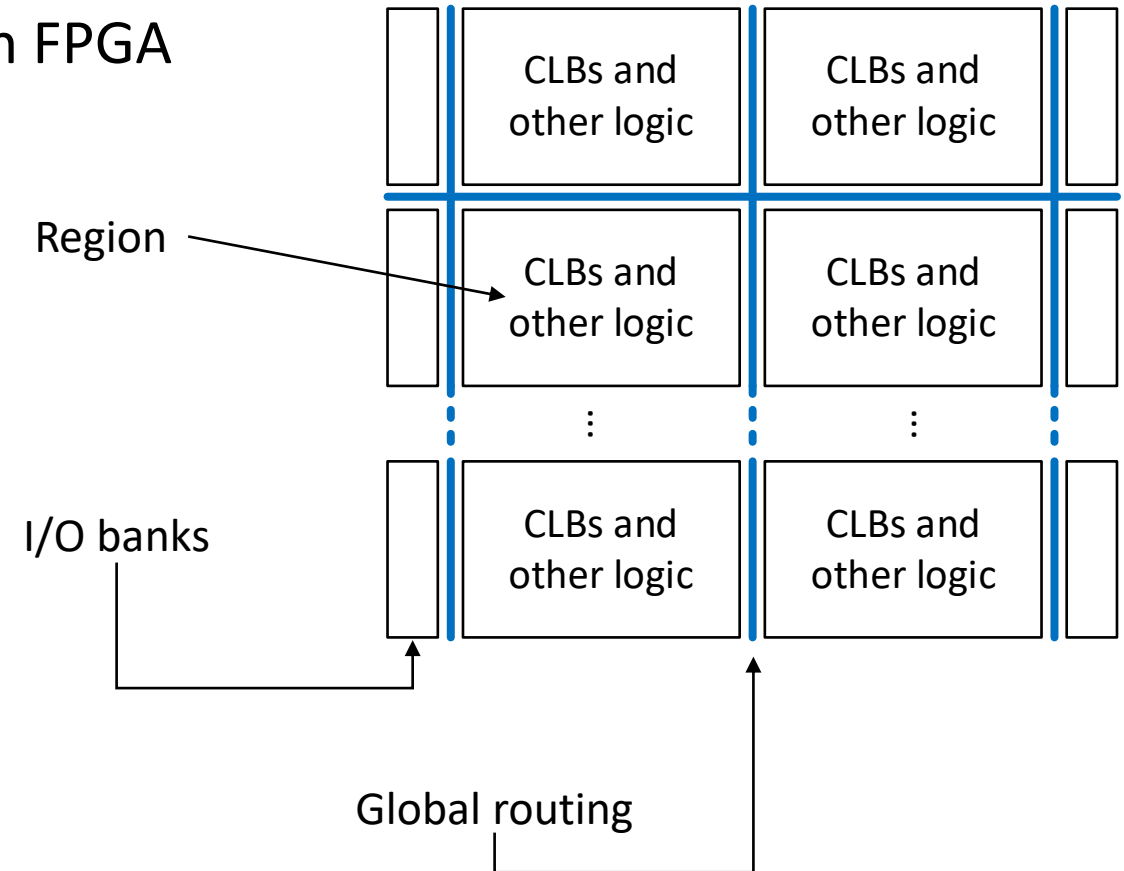 n FPGA
CLBs and
other logic
CLBs and
other logic
Region
CLBs and
other logic
CLBs and
other logic
...
...
I/O banks
CLBs and
other logic
CLBs and
other logic
Global routing